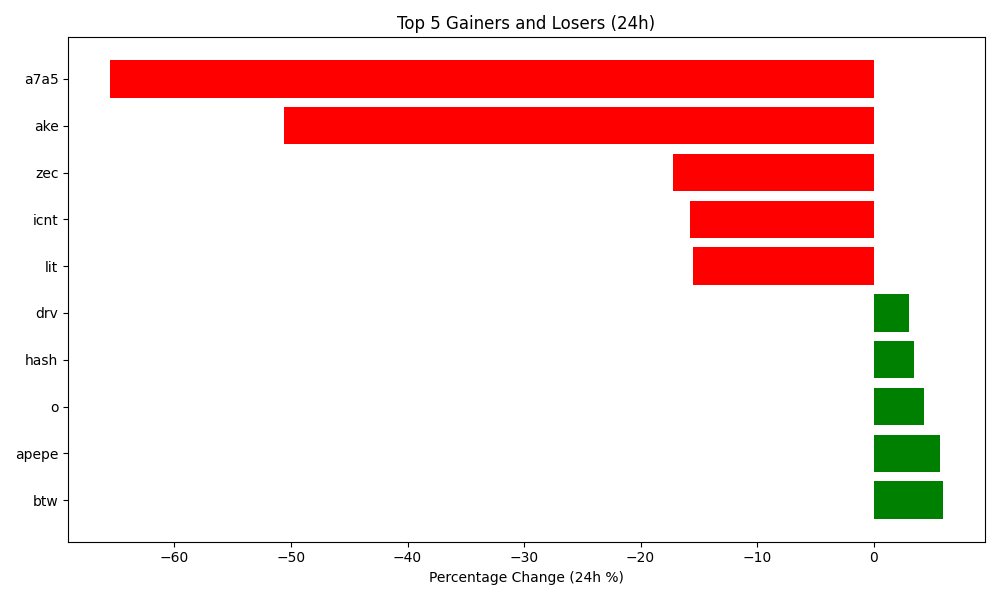 Top 5 Gainers and Losers (24h)
a7a5
ake
zec
icnt
lit
drv
hash
o
apepe
btw
−60 −50 −40 −30 −20 −10 0
Percentage Change (24h %)